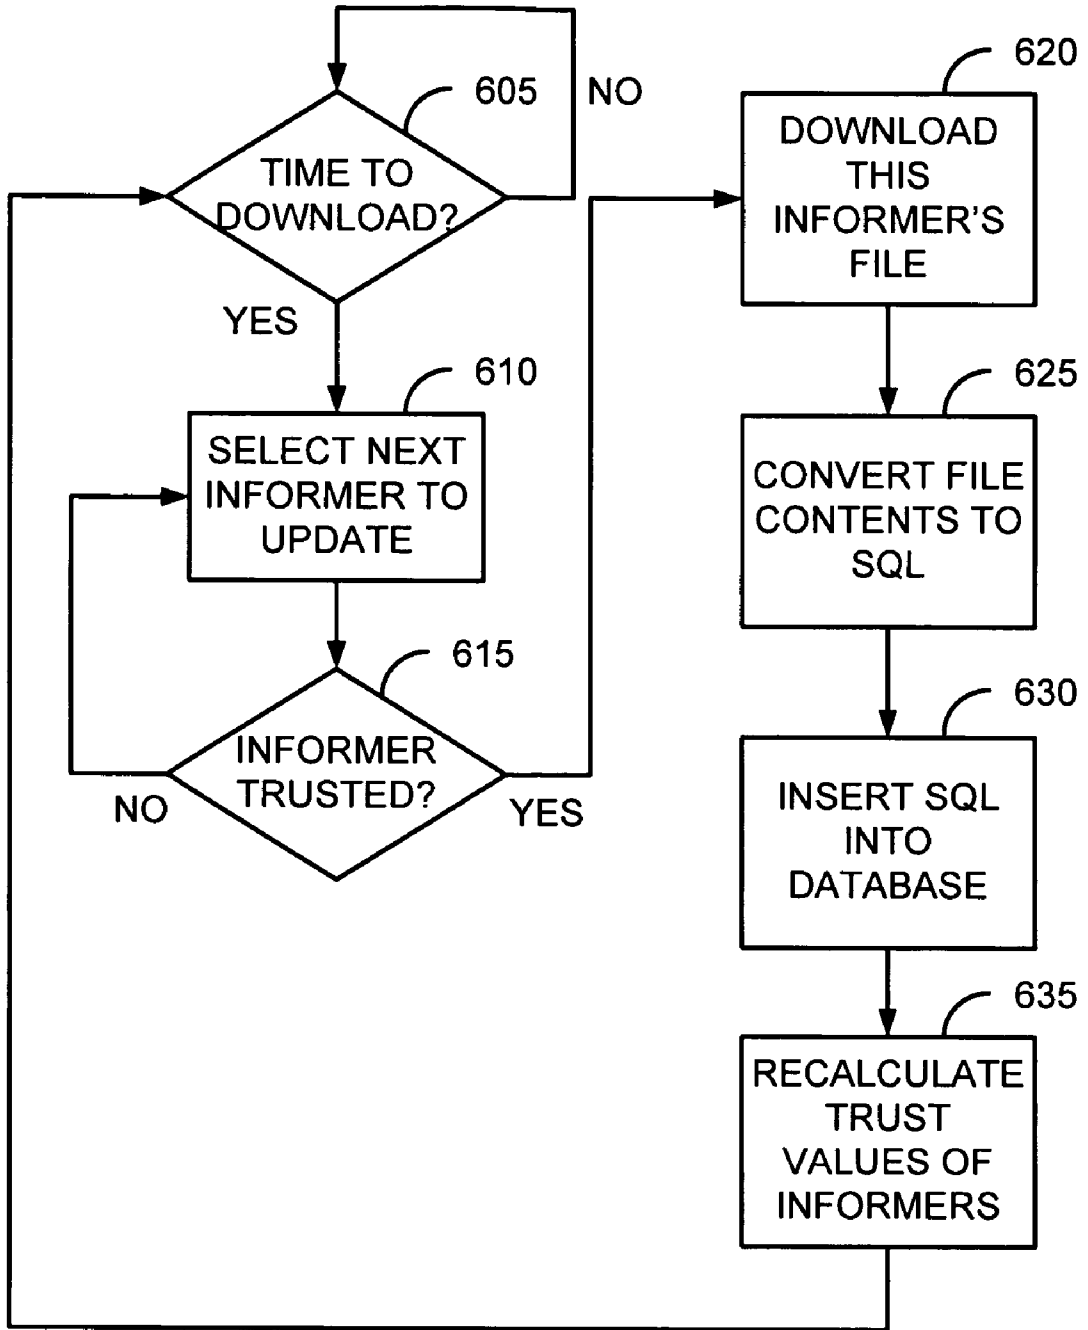 605
NO
TIME TO
DOWNLOAD?
YES
610
SELECT NEXT
INFORMER TO
UPDATE
615
INFORMER
TRUSTED?
NO
YES
620
DOWNLOAD
THIS
INFORMER'S
FILE
625
CONVERT FILE
CONTENTS TO
SQL
630
INSERT SQL
INTO
DATABASE
635
RECALCULATE
TRUST
VALUES OF
INFORMERS